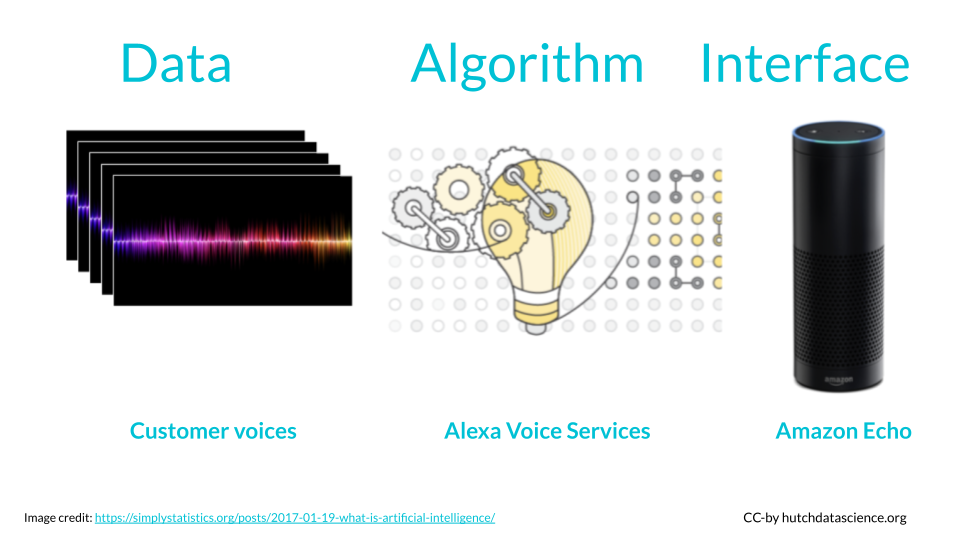 Data
Algorithm
Interface
amazon
Customer voices
Alexa Voice Services
Amazon Echo
Image credit: https://simplystatistics.org/posts/2017-01-19-what-is-artificial-intelligence/
CC-by hutchdatascience.org